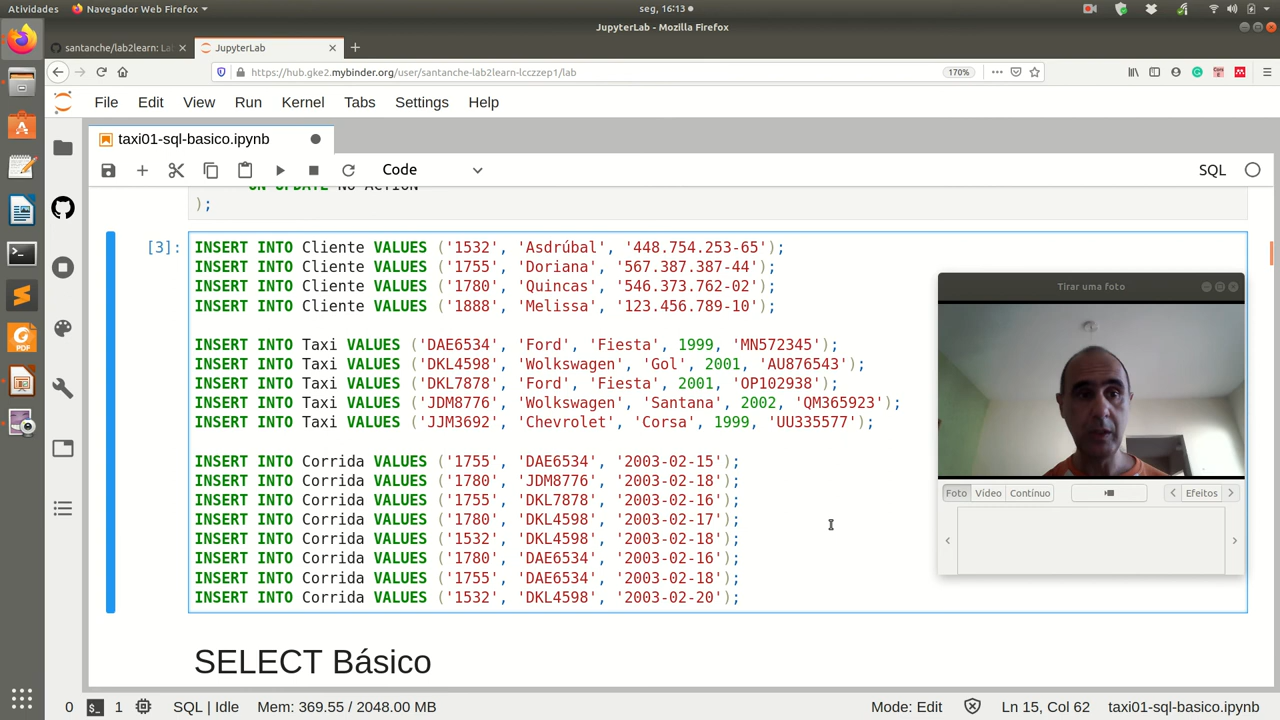 Atividades
Navegador Web Firefox
seg, 16:13
JupyterLab - Mozilla Firefox
santanche/lab2learn: La
JupyterLab
https://hub.gke2.mybinder.org/user/santanche-lab2learn-lcczzep1/lab
170%
File Edit View Run Kernel Tabs Settings Help
taxi01-sql-basico.ipynb
Code
SQL
ON UPDATE NO ACTION
);
[3]:
INSERT INTO Cliente VALUES ('1532', 'Asdrúbal', '448.754.253-65');
INSERT INTO Cliente VALUES ('1755', 'Doriana', '567.387.387-44');
INSERT INTO Cliente VALUES ('1780', 'Quincas', '546.373.762-02');
INSERT INTO Cliente VALUES ('1888', 'Melissa', '123.456.789-10');
INSERT INTO Taxi VALUES ('DAE6534', 'Ford', 'Fiesta', 1999, 'MN572345');
INSERT INTO Taxi VALUES ('DKL4598', 'Wolkswagen', 'Gol', 2001, 'AU876543');
INSERT INTO Taxi VALUES ('DKL7878', 'Ford', 'Fiesta', 2001, 'OP102938');
INSERT INTO Taxi VALUES ('JDM8776', 'Wolkswagen', 'Santana', 2002, 'QM365923');
INSERT INTO Taxi VALUES ('JJM3692', 'Chevrolet', 'Corsa', 1999, 'UU335577');
INSERT INTO Corrida VALUES ('1755', 'DAE6534', '2003-02-15');
INSERT INTO Corrida VALUES ('1780', 'JDM8776', '2003-02-18');
INSERT INTO Corrida VALUES ('1755', 'DKL7878', '2003-02-16');
INSERT INTO Corrida VALUES ('1780', 'DKL4598', '2003-02-17');
INSERT INTO Corrida VALUES ('1532', 'DKL4598', '2003-02-18');
INSERT INTO Corrida VALUES ('1780', 'DAE6534', '2003-02-16');
INSERT INTO Corrida VALUES ('1755', 'DAE6534', '2003-02-18');
INSERT INTO Corrida VALUES ('1532', 'DKL4598', '2003-02-20');
Tirar uma foto
Foto Vídeo Contínuo
Efeitos
SELECT Básico
0
1
SQL | Idle
Mem: 369.55 / 2048.00 MB
Mode: Edit
Ln 15, Col 62
taxi01-sql-basico.ipynb